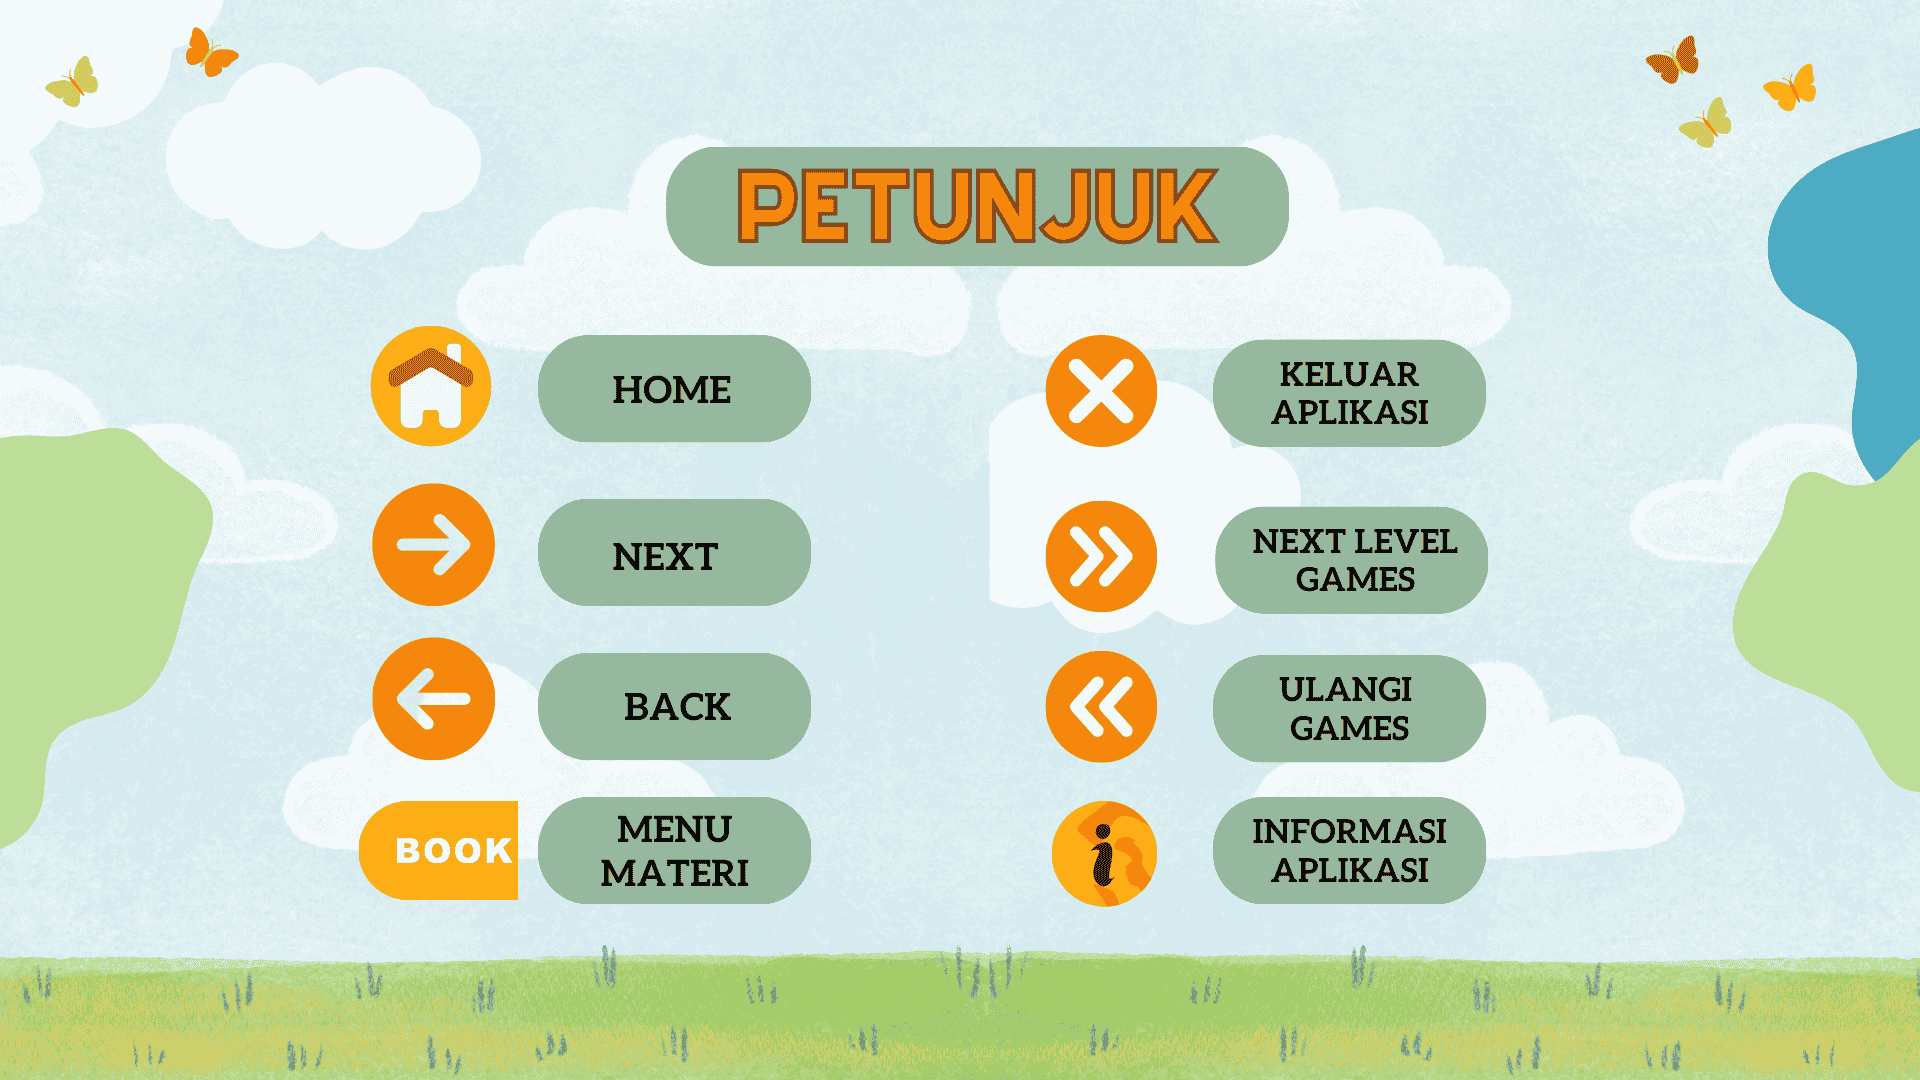 PETUNJUK
HOME
NEXT
BACK
BOOK
MENU
MATERI
KELUAR
APLIKASI
NEXT LEVEL
GAMES
ULANGI
GAMES
i
INFORMASI
APLIKASI